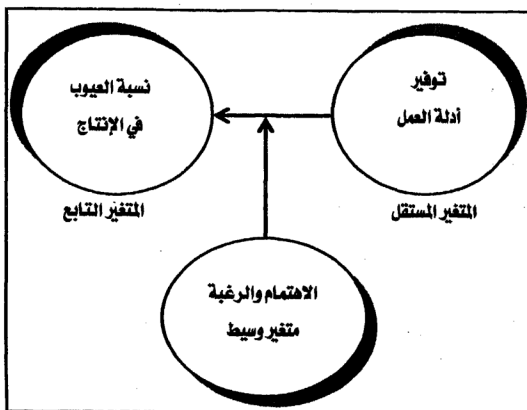 توفير
أدلة العمل
المتغير المستقل
نسبة العيوب
في الإنتاج
المتغير التابع
الاهتمام والرغبة
متغير وسيط